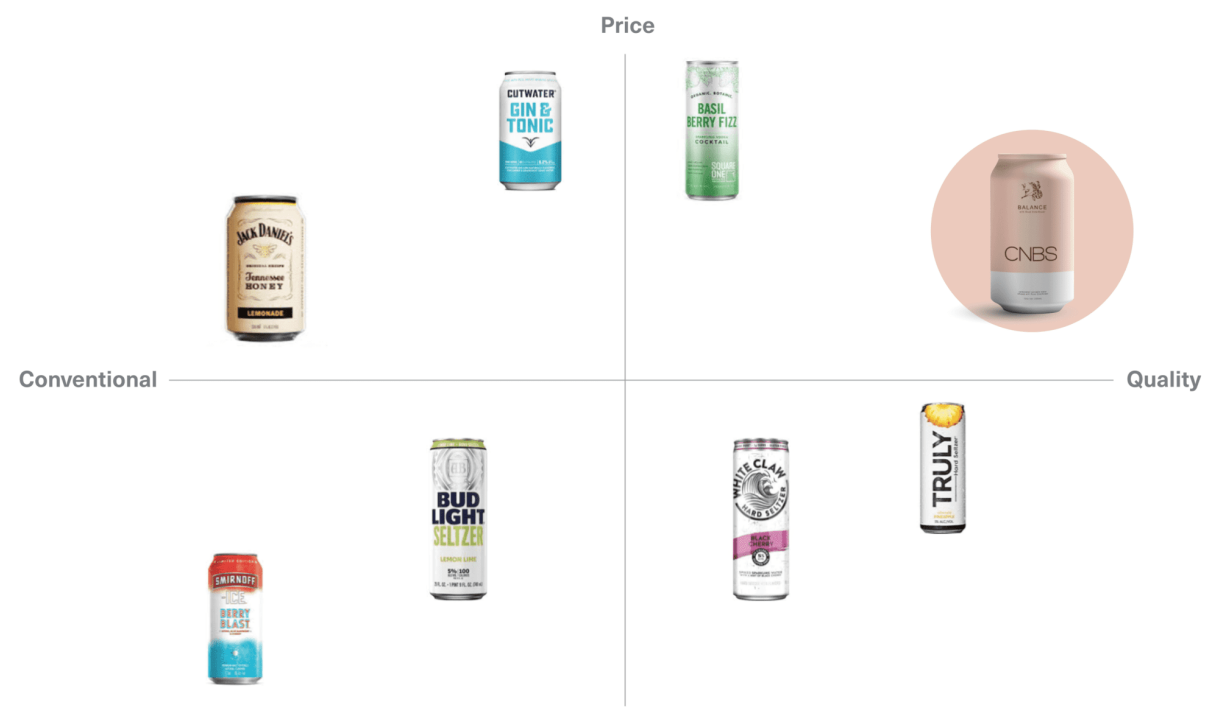 Price
CUTWATER
GIN &
TONIC
BASIL
BERRY FIZZ
COCKTAIL
SQUARE
ONE
JACK DANIEL'S
Tennessee
HONEY
LEMONADE
BALANCE
CNBS
Conventional
Quality
BUD
LIGHT
SELTZER
LEMON LIME
WHITE CLAW
HARD SELTZER
BLACK
CHERRY
TRULY
Hard Seltzer
SMIRNOFF
ICE
BERRY
BLAST